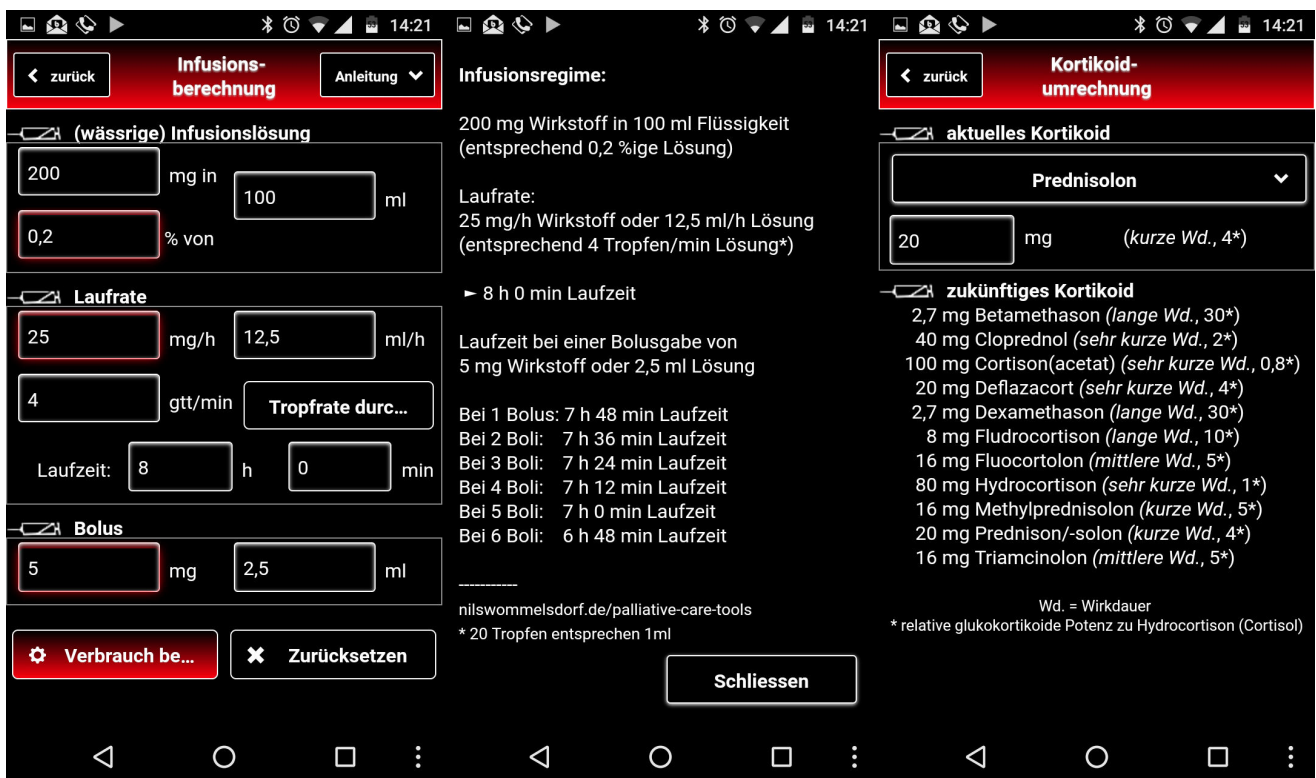 14:21
zurück
Infusions-
berechnung
Anleitung
(wässrige) Infusionslösung
200 mg in 100 ml
0,2 % von
Laufrate
25 mg/h 12,5 ml/h
4 gtt/min Tropfrate durc...
Laufzeit: 8 h 0 min
Bolus
5 mg 2,5 ml
Verbrauch be... Zurücksetzen
14:21
Infusionsregime:
200 mg Wirkstoff in 100 ml Flüssigkeit
(entsprechend 0,2 %ige Lösung)
Laufrate:
25 mg/h Wirkstoff oder 12,5 ml/h Lösung
(entsprechend 4 Tropfen/min Lösung*)
► 8 h 0 min Laufzeit
Laufzeit bei einer Bolusgabe von
5 mg Wirkstoff oder 2,5 ml Lösung
Bei 1 Bolus: 7 h 48 min Laufzeit
Bei 2 Boli: 7 h 36 min Laufzeit
Bei 3 Boli: 7 h 24 min Laufzeit
Bei 4 Boli: 7 h 12 min Laufzeit
Bei 5 Boli: 7 h 0 min Laufzeit
Bei 6 Boli: 6 h 48 min Laufzeit
-----------
nilswommelsdorf.de/palliative-care-tools
* 20 Tropfen entsprechen 1ml
Schliessen
14:21
zurück
Kortikoid-
umrechnung
aktuelles Kortikoid
Prednisolon
20 mg (kurze Wd., 4*)
zukünftiges Kortikoid
2,7 mg Betamethason (lange Wd., 30*)
40 mg Cloprednol (sehr kurze Wd., 2*)
100 mg Cortison(acetat) (sehr kurze Wd., 0,8*)
20 mg Deflazacort (sehr kurze Wd., 4*)
2,7 mg Dexamethason (lange Wd., 30*)
8 mg Fludrocortison (lange Wd., 10*)
16 mg Fluocortolon (mittlere Wd., 5*)
80 mg Hydrocortison (sehr kurze Wd., 1*)
16 mg Methylprednisolon (kurze Wd., 5*)
20 mg Prednison/-solon (kurze Wd., 4*)
16 mg Triamcinolon (mittlere Wd., 5*)
Wd. = Wirkdauer
* relative glukokortikoide Potenz zu Hydrocortison (Cortisol)